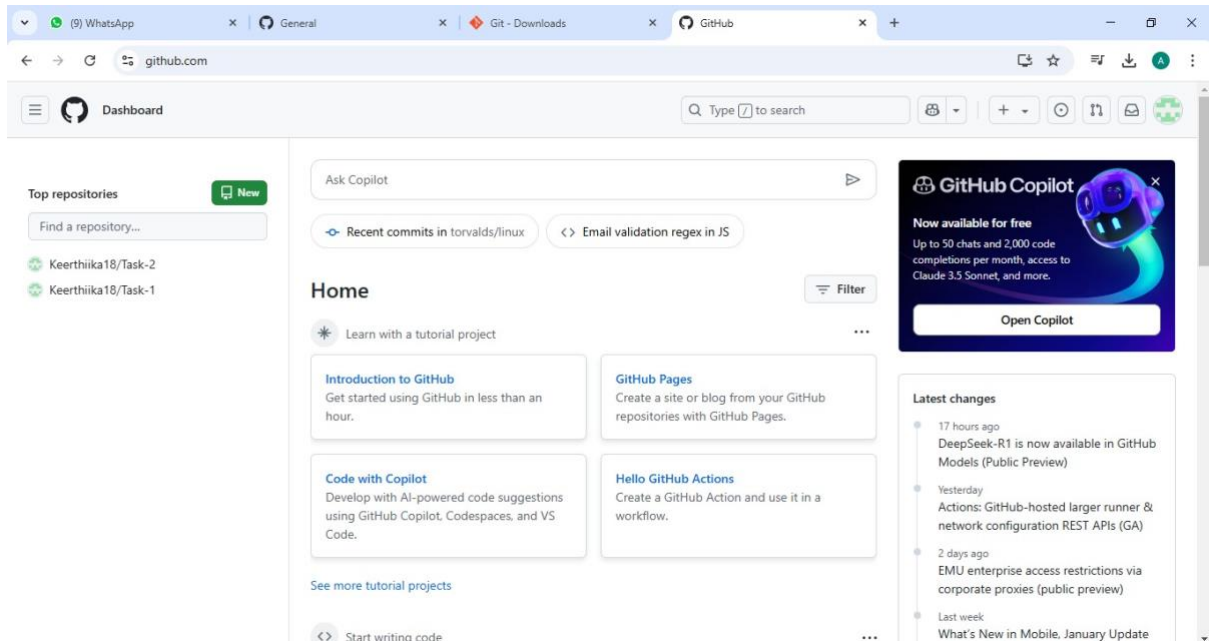 (9) WhatsApp
General
Git - Downloads
GitHub
github.com
A
Dashboard
Type / to search
Top repositories
New
Find a repository...
Keerthiika18/Task-2
Keerthiika18/Task-1
Ask Copilot
Recent commits in torvalds/linux
<> Email validation regex in JS
Home
Filter
Learn with a tutorial project
Introduction to GitHub
Get started using GitHub in less than an
hour.
GitHub Pages
Create a site or blog from your GitHub
repositories with GitHub Pages.
Code with Copilot
Develop with AI-powered code suggestions
using GitHub Copilot, Codespaces, and VS
Code.
Hello GitHub Actions
Create a GitHub Action and use it in a
workflow.
See more tutorial projects
<> Start writing code
GitHub Copilot
Now available for free
Up to 50 chats and 2,000 code
completions per month, access to
Claude 3.5 Sonnet, and more.
Open Copilot
Latest changes
17 hours ago
DeepSeek-R1 is now available in GitHub
Models (Public Preview)
Yesterday
Actions: GitHub-hosted larger runner &
network configuration REST APIs (GA)
2 days ago
EMU enterprise access restrictions via
corporate proxies (public preview)
Last week
What's New in Mobile, January Update